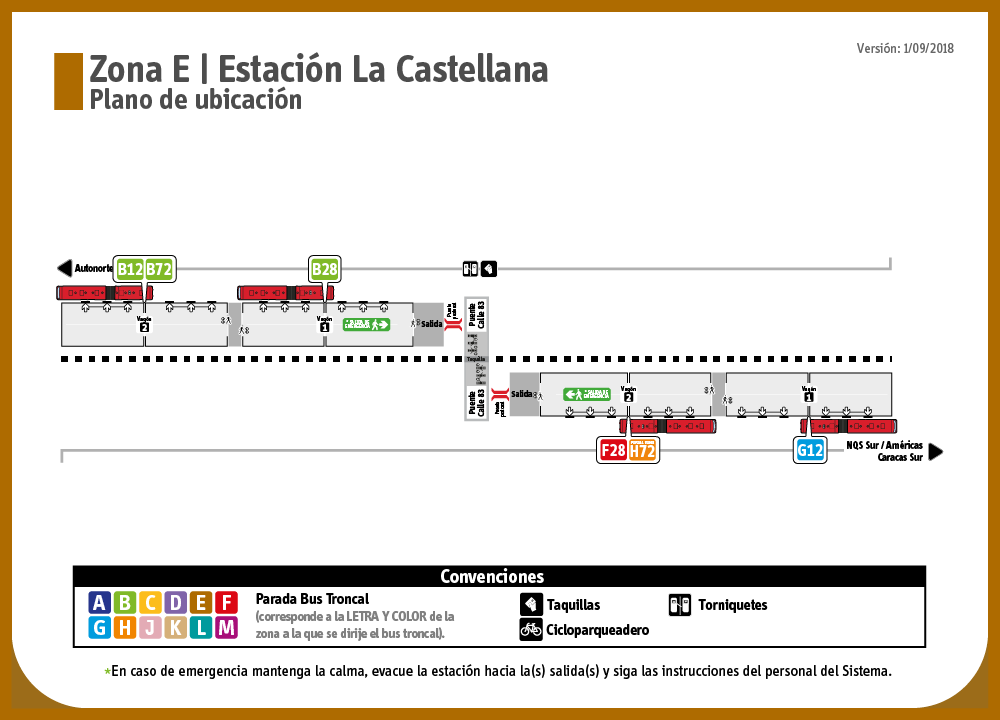 Versión: 1/09/2018
Zona E | Estación La Castellana
Plano de ubicación
Autonorte
B12 B72
B28
Vagón
2
Vagón
1
Salida
Puente
Calle 83
Taquilla
Puente
Calle 83
Salida
Vagón
2
Vagón
1
F28 H72
G12
NQS Sur / Américas
Caracas Sur
Convenciones
A B C D E F
G H J K L M
Parada Bus Troncal
(corresponde a la LETRA Y COLOR de la
zona a la que se dirije el bus troncal).
Taquillas
Cicloparqueadero
Torniquetes
*En caso de emergencia mantenga la calma, evacue la estación hacia la(s) salida(s) y siga las instrucciones del personal del Sistema.